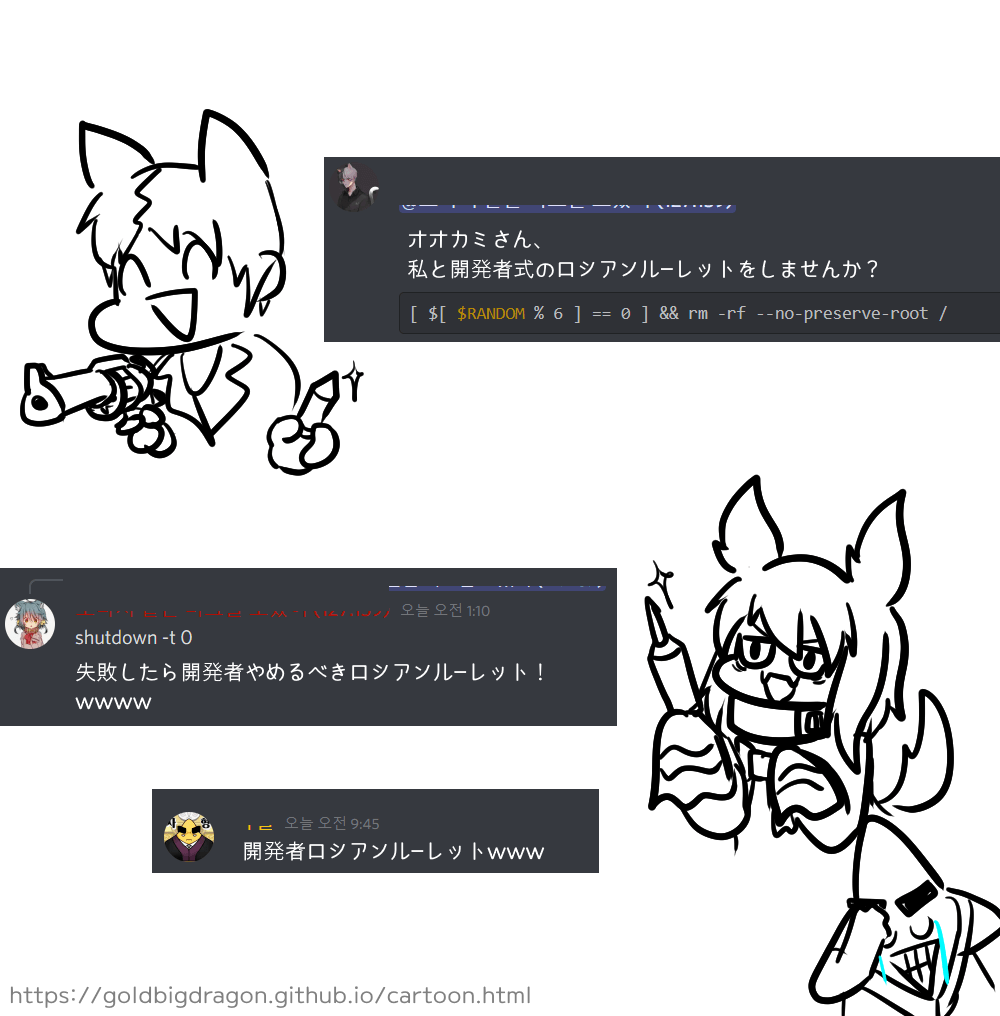 オオカミさん、
私と開発者式のロシアンルーレットをしませんか？
[ $[ $RANDOM % 6 ] == 0 ] && rm -rf --no-preserve-root /
오늘 오전 1:10
shutdown -t 0
失敗したら開発者やめるべきロシアンルーレット！
wwww
오늘 오전 9:45
開発者ロシアンルーレットwww
https://goldbigdragon.github.io/cartoon.html